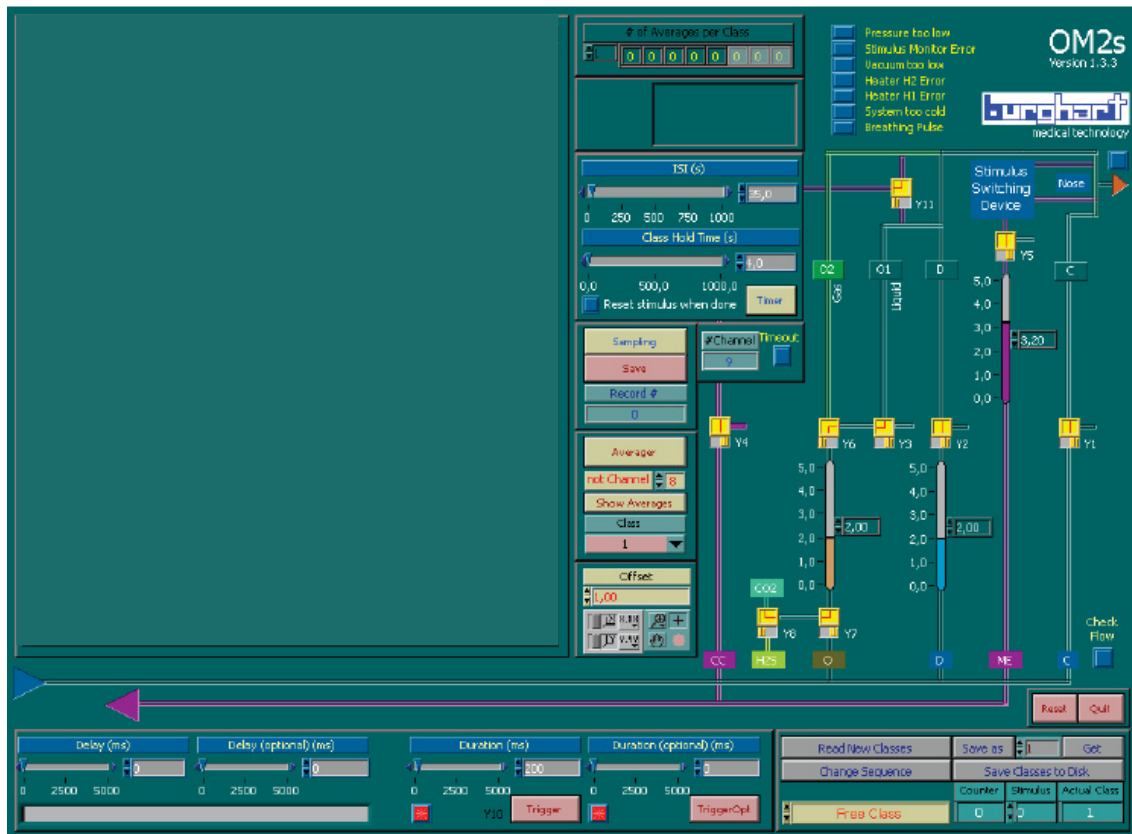 # of Averages per Class
1 0 0 0 0 0 0 0 0
Pressure too low
Stimulus Monitor Error
Vacuum too low
Heater H2 Error
Heater H1 Error
System too cold
Breathing Pulse
OM2s
Version 1.3.3
burghart
medical technology
ISI (s)
35,0
0 250 500 750 1000
Class Hold Time (s)
4,0
0,0 500,0 1000,0
Reset stimulus when done
Timer
Y11
Stimulus
Switching
Device
Nose
Y5
O2
O1
D
C
Gas
Liquid
5,0
4,0
3,0
2,0
1,0
0,0
3,20
Sampling
Save
Record #
0
#Channel
9
Timeout
Y4
Y6
Y3
Y2
Y1
Averager
not Channel 8
Show Averages
Class
1
5,0
4,0
3,0
2,0
1,0
0,0
2,00
5,0
4,0
3,0
2,0
1,0
0,0
2,00
Offset
1,00
CO2
Y8
Y7
CC
H2S
O
D
ME
C
Check
Flow
Reset
Quit
Delay (ms)
0
0 2500 5000
Delay (optional) (ms)
0
0 2500 5000
Duration (ms)
200
0 2500 5000
Y10
Trigger
Duration (optional) (ms)
0
0 2500 5000
TriggerOpt
Read New Classes
Save as
1
Get
Change Sequence
Save Classes to Disk
Counter
Stimulus
Actual Class
Free Class
0
0
1